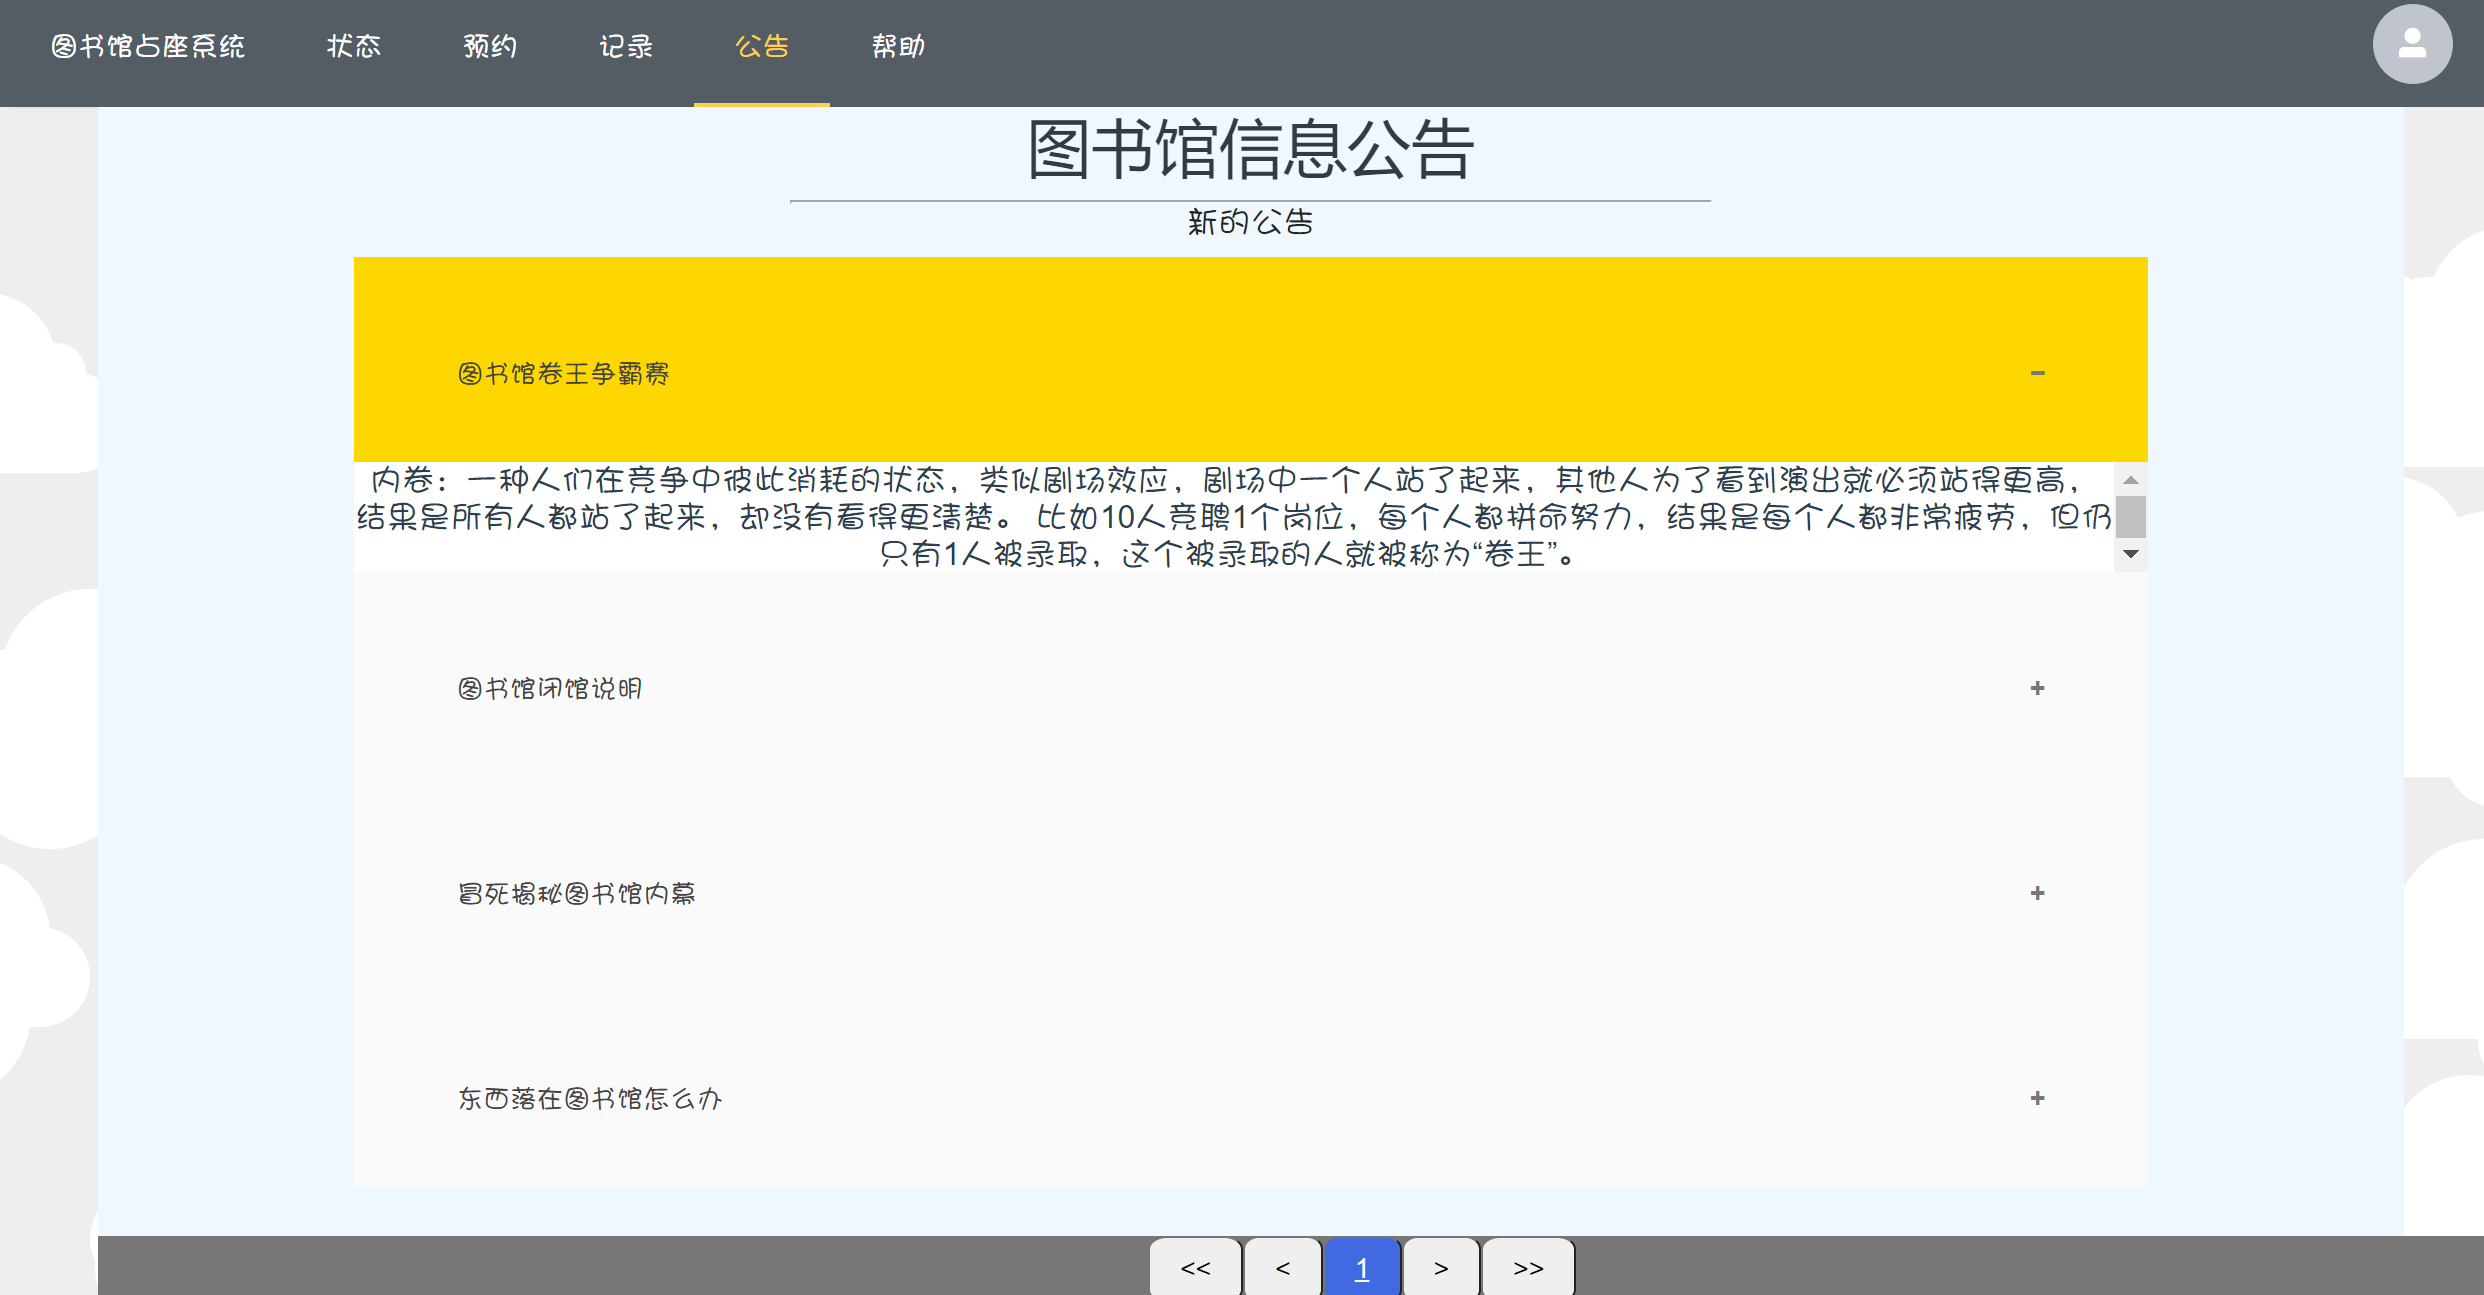 图书馆占座系统 状态 预约 记录 公告 帮助
图书馆信息公告
新的公告
图书馆卷王争霸赛 -
内卷：一种人们在竞争中彼此消耗的状态，类似剧场效应，剧场中一个人站了起来，其他人为了看到演出就必须站得更高，
结果是所有人都站了起来，却没有看得更清楚。 比如10人竞聘1个岗位，每个人都拼命努力，结果是每个人都非常疲劳，但仍
只有1人被录取，这个被录取的人就被称为“卷王”。
图书馆闭馆说明 +
冒死揭秘图书馆内幕 +
东西落在图书馆怎么办 +
<< < 1 > >>